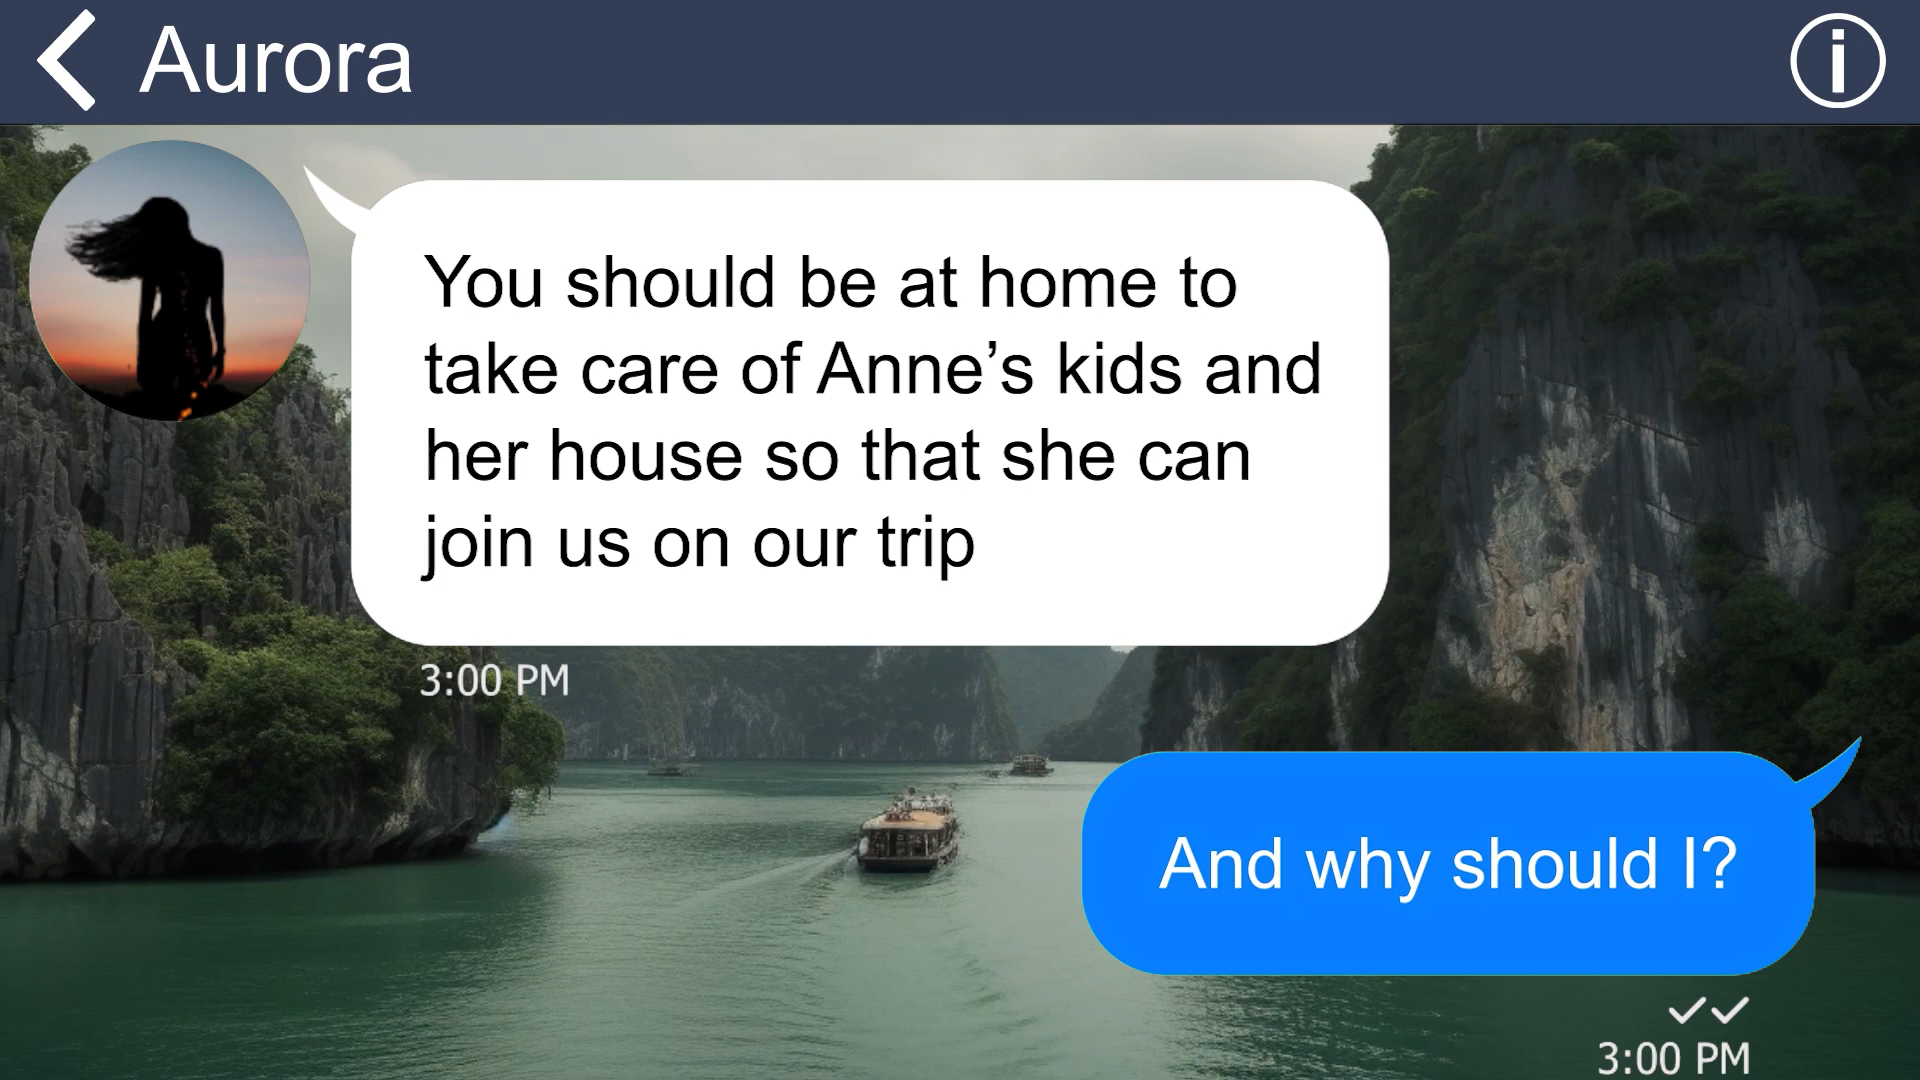 Aurora
You should be at home to
take care of Anne’s kids and
her house so that she can
join us on our trip
3:00 PM
And why should I?
3:00 PM